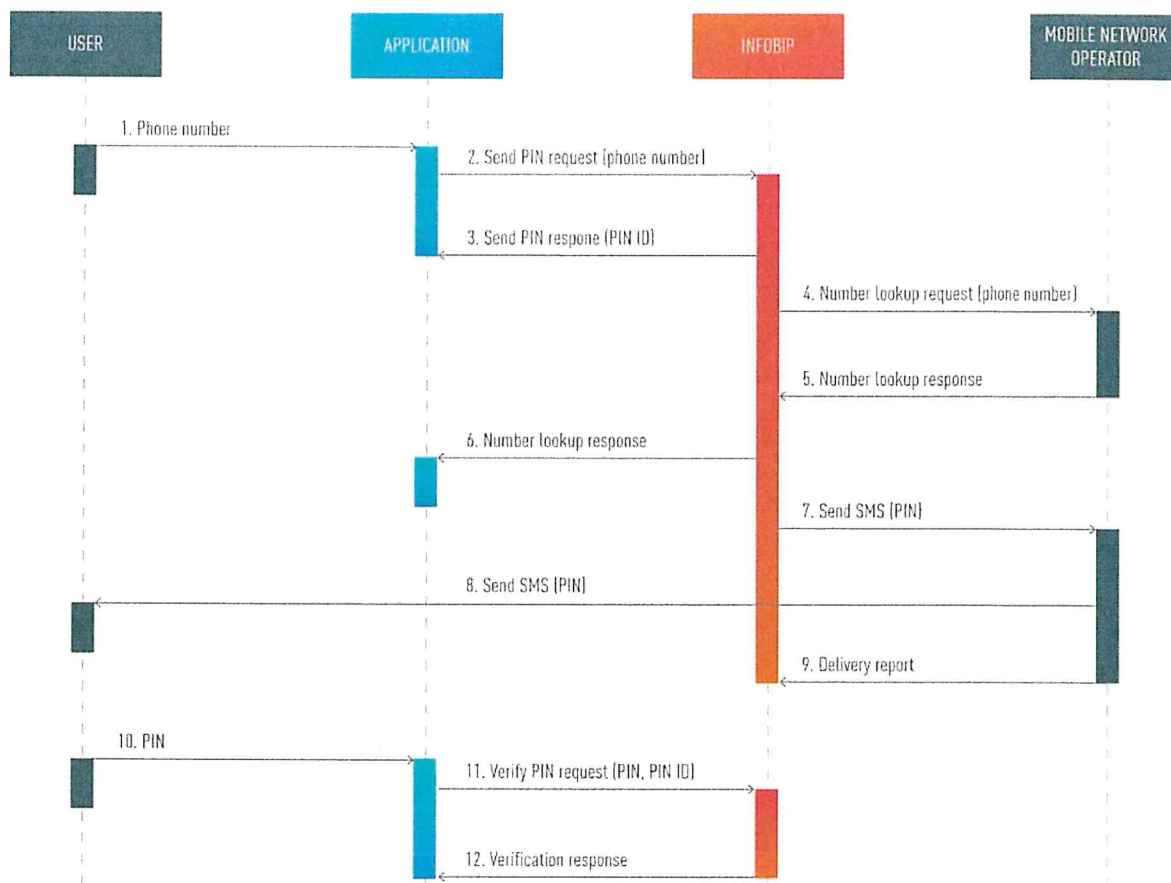 USER
APPLICATION
INFOBIP
MOBILE NETWORK
OPERATOR
1. Phone number
2. Send PIN request (phone number)
3. Send PIN respone (PIN ID)
4. Number lookup request (phone number)
5. Number lookup response
6. Number lookup response
7. Send SMS (PIN)
8. Send SMS (PIN)
9. Delivery report
10. PIN
11. Verify PIN request (PIN, PIN ID)
12. Verification response